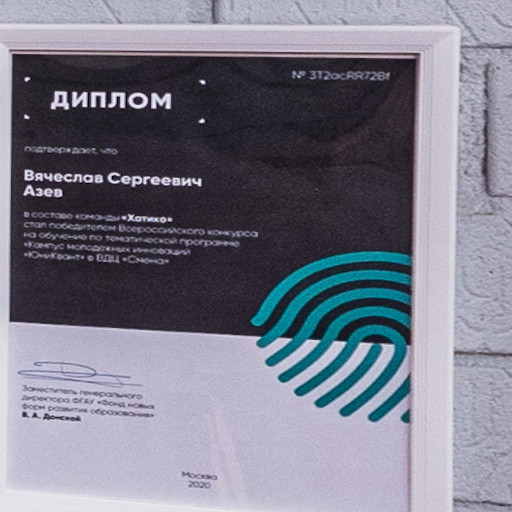 № 3T2acRR72Bf
ДИПЛОМ
подтверждает, что
Вячеслав Сергеевич
Азев
в составе команды «Хатико»
стал победителем Всероссийского конкурса
на обучение по тематической программе
«Кампус молодёжных инноваций
«ЮниКвант» в ВДЦ «Смена»
Заместитель генерального
директора ФГАУ «Фонд новых
форм развития образования»
В. А. Донской
Москва
2020